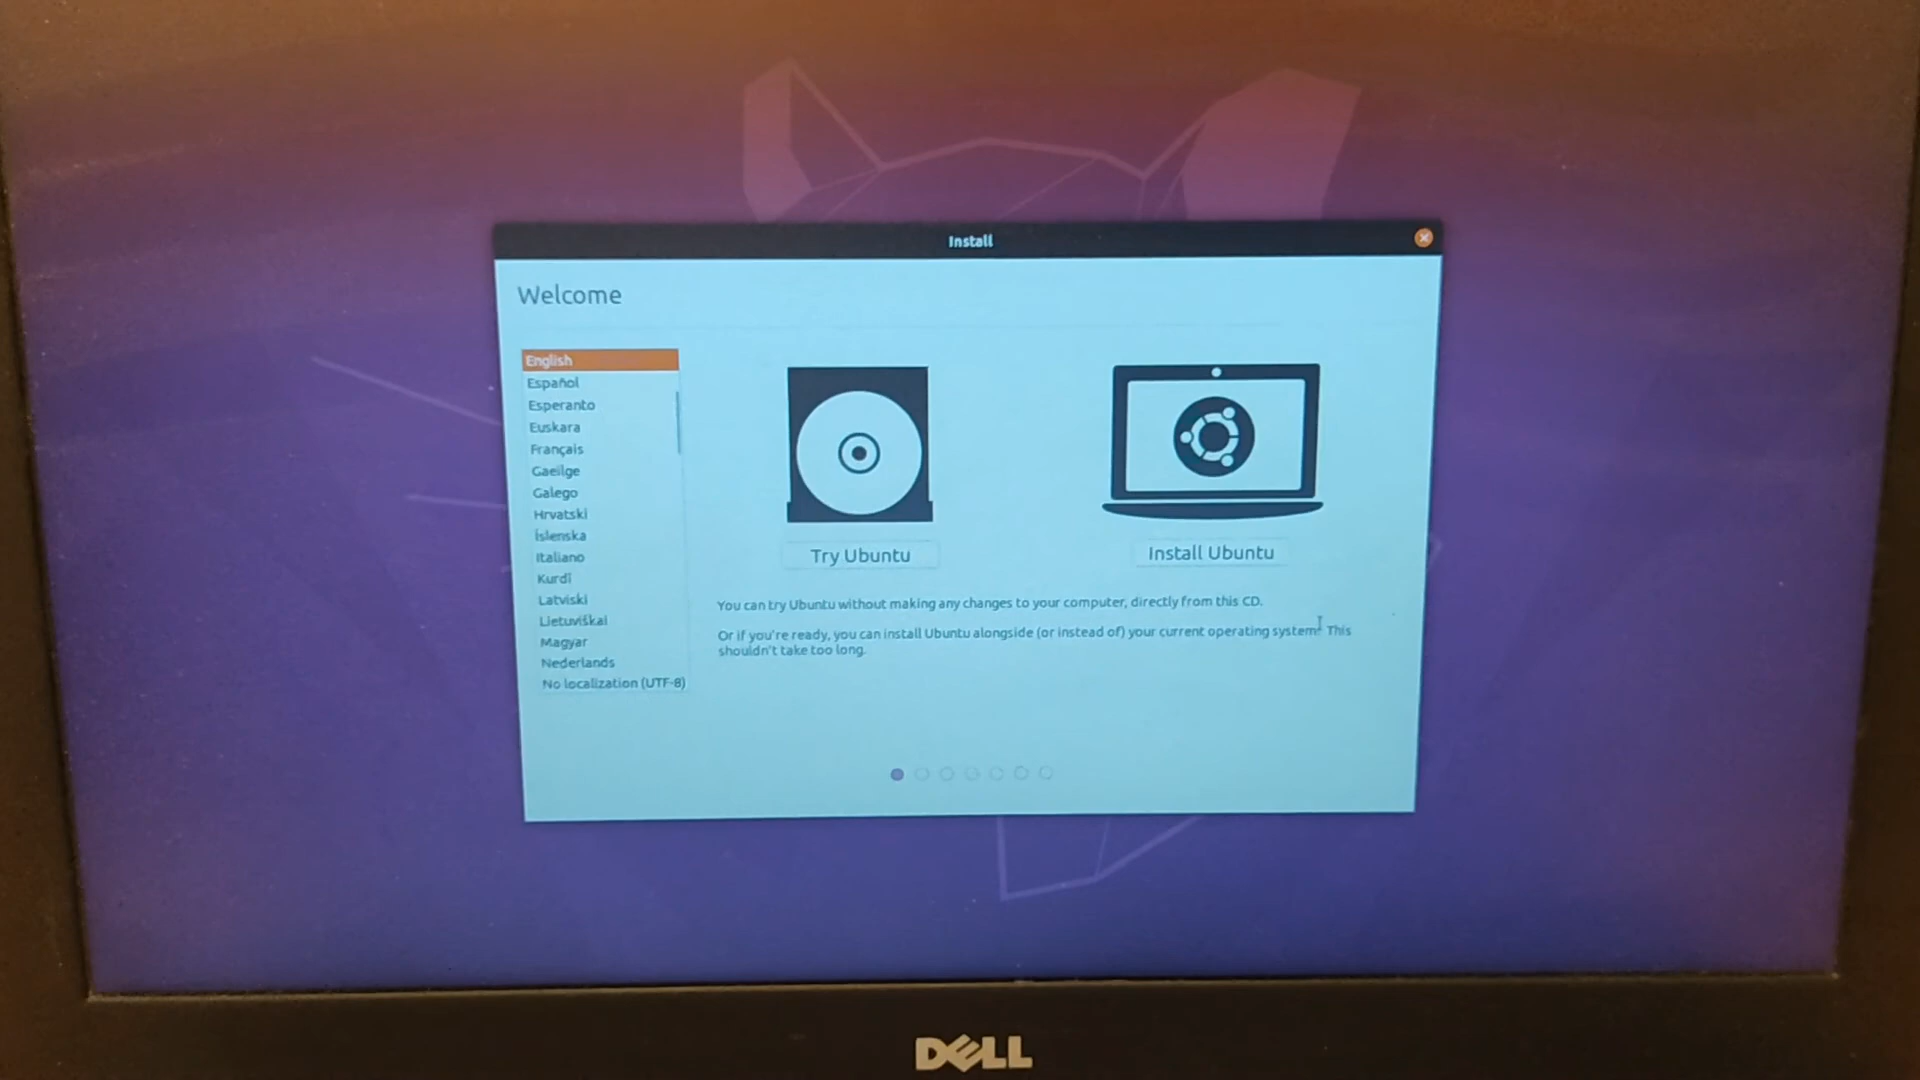 Install
Welcome
English
Español
Esperanto
Euskara
Français
Gaeilge
Galego
Hrvatski
Íslenska
Italiano
Kurdî
Latviski
Lietuviškai
Magyar
Nederlands
No localization (UTF-8)
Try Ubuntu
Install Ubuntu
You can try Ubuntu without making any changes to your computer, directly from this CD.
Or if you're ready, you can install Ubuntu alongside (or instead of) your current operating system. This
shouldn't take too long.
DELL